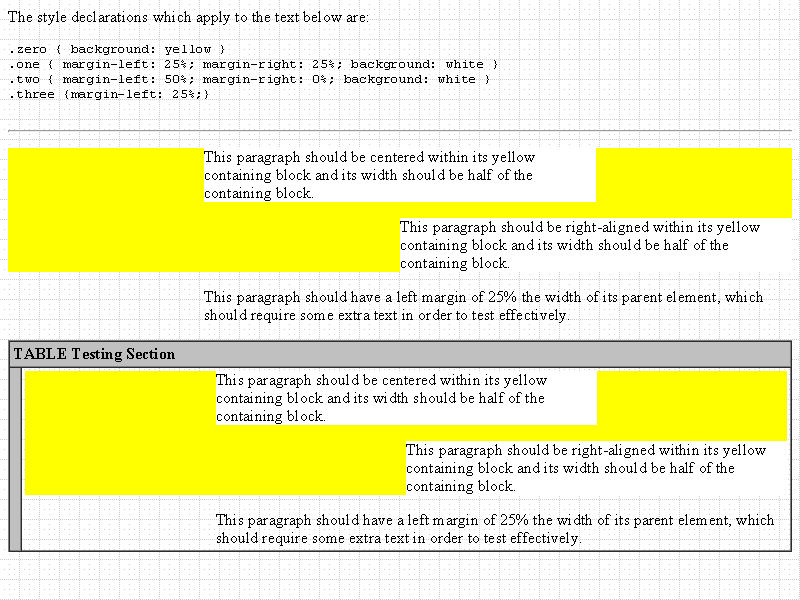 The style declarations which apply to the text below are:
.zero { background: yellow }
.one { margin-left: 25%; margin-right: 25%; background: white }
.two { margin-left: 50%; margin-right: 0%; background: white }
.three {margin-left: 25%;}
This paragraph should be centered within its yellow
containing block and its width should be half of the
containing block.
This paragraph should be right-aligned within its yellow
containing block and its width should be half of the
containing block.
This paragraph should have a left margin of 25% the width of its parent element, which
should require some extra text in order to test effectively.
TABLE Testing Section
This paragraph should be centered within its yellow
containing block and its width should be half of the
containing block.
This paragraph should be right-aligned within its yellow
containing block and its width should be half of the
containing block.
This paragraph should have a left margin of 25% the width of its parent element, which
should require some extra text in order to test effectively.